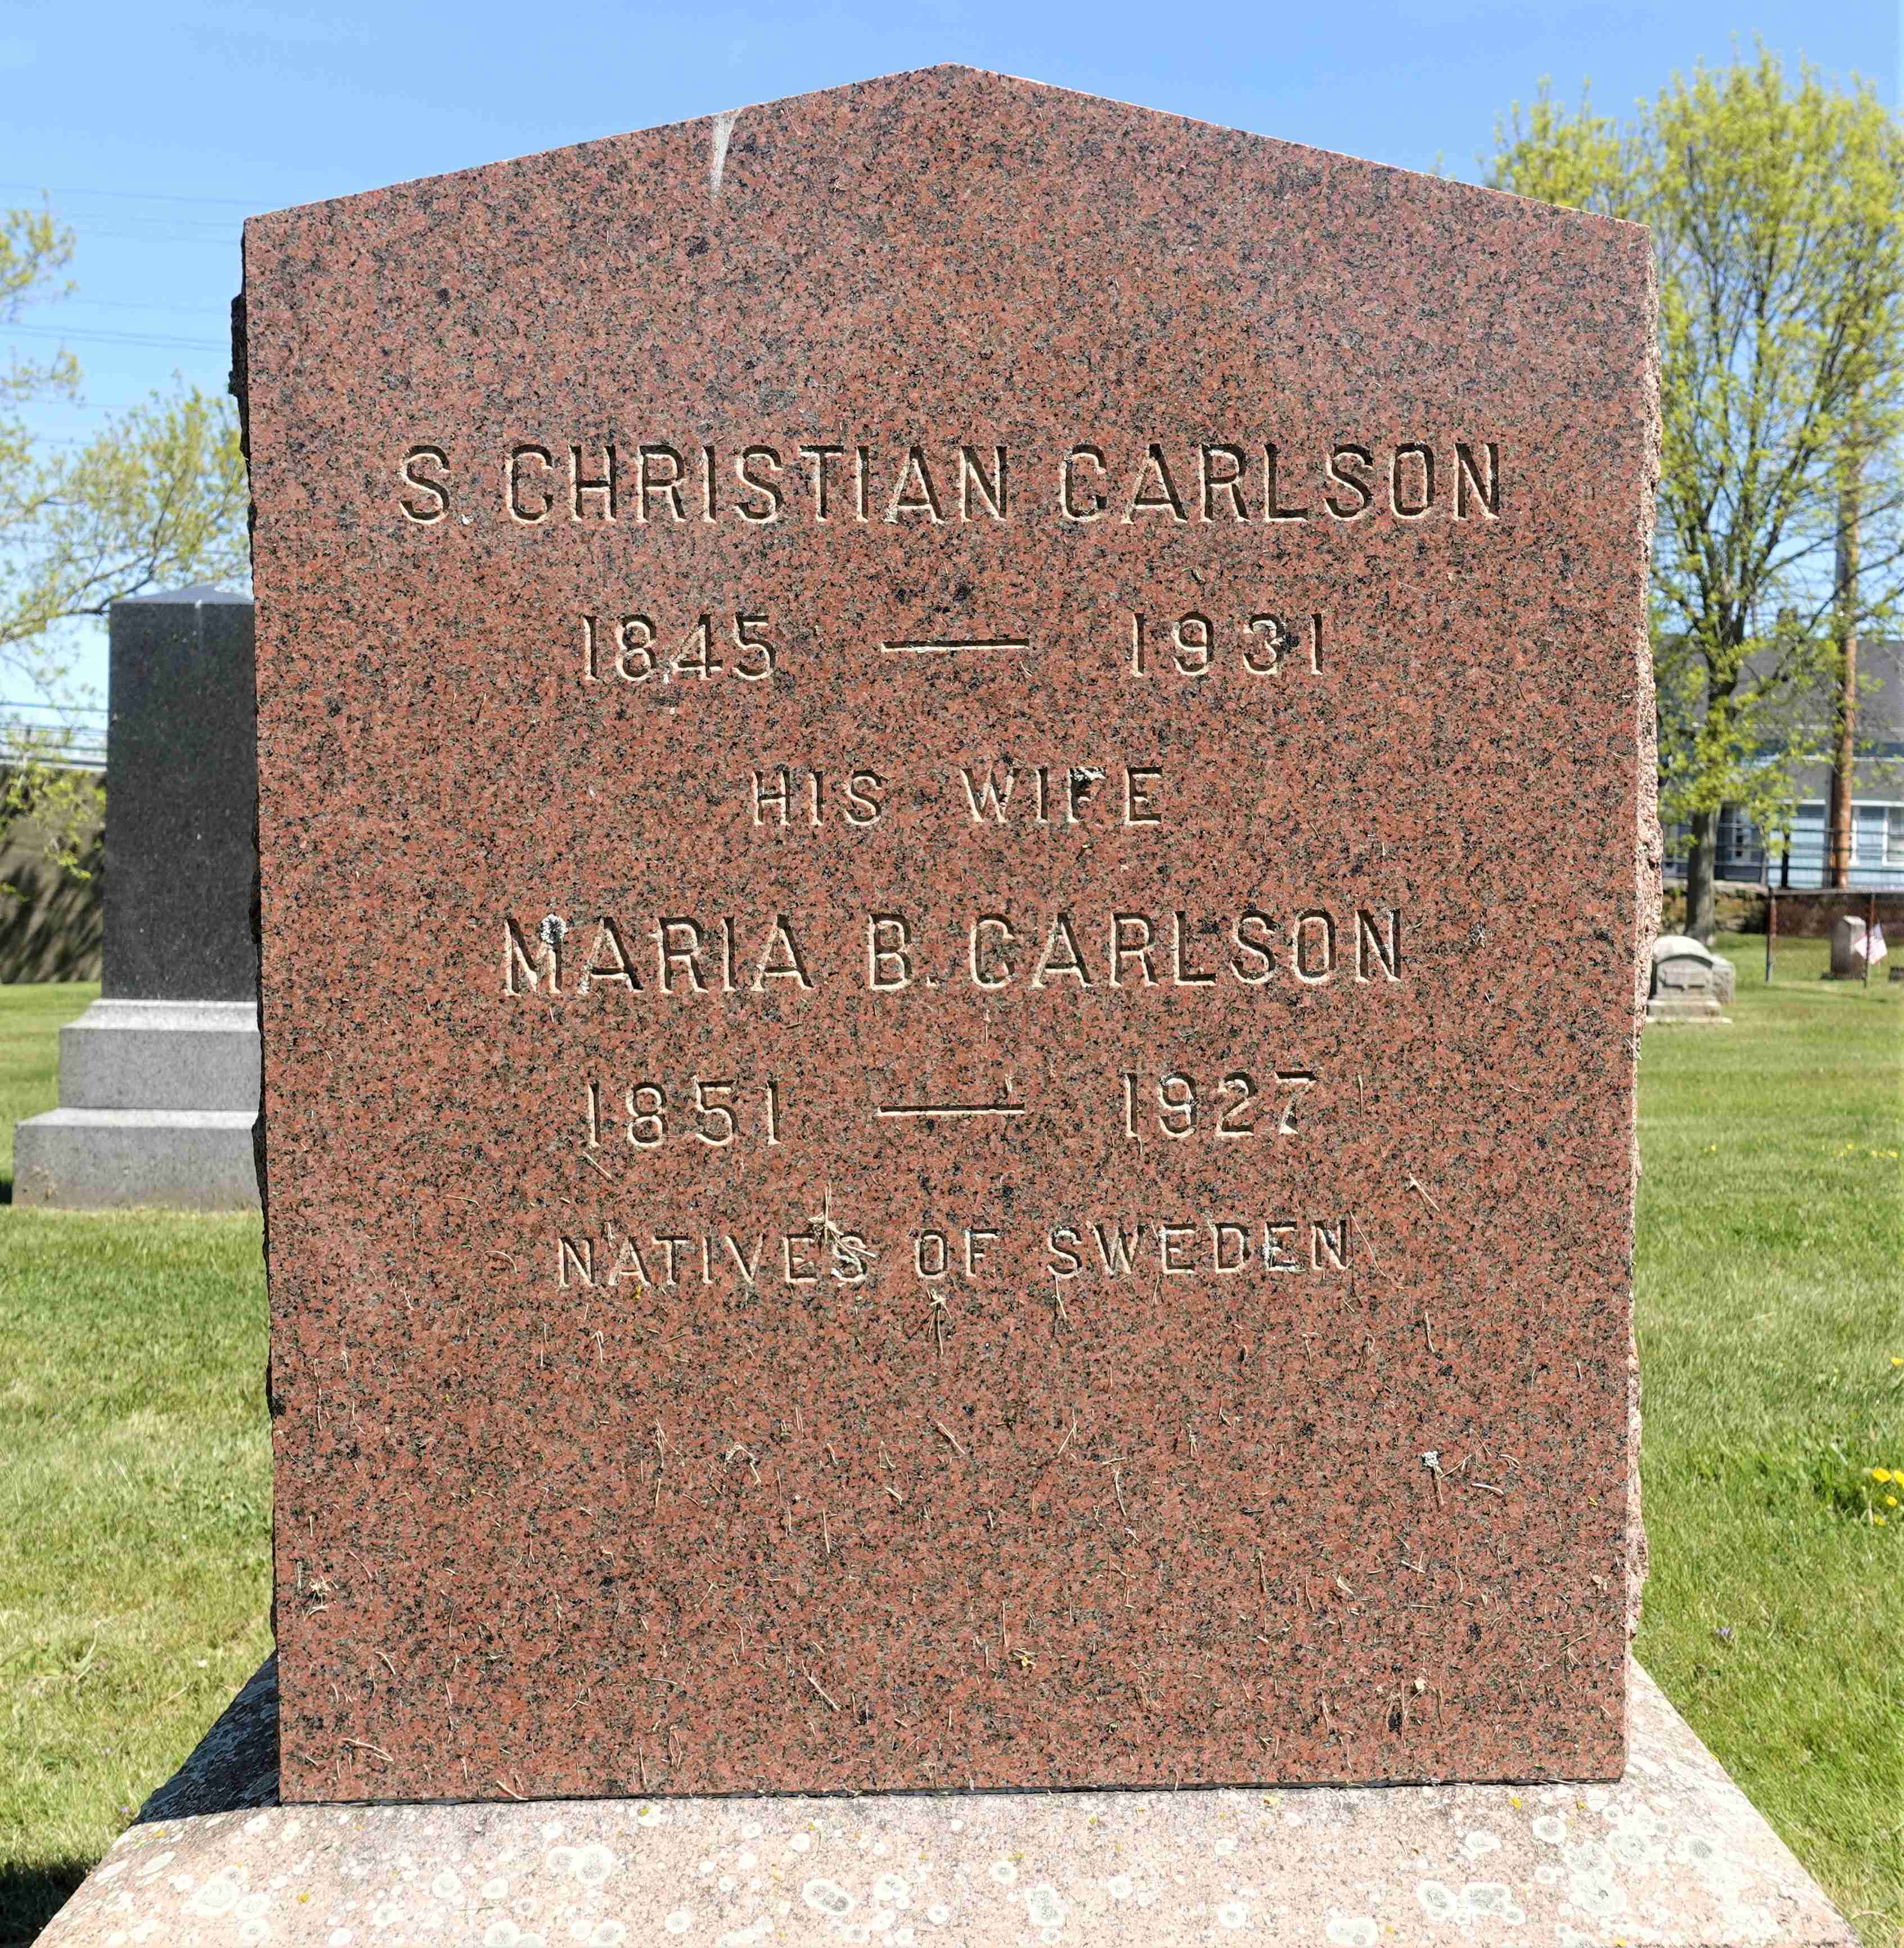 S. CHRISTIAN CARLSON
1845 — 1931
HIS WIFE
MARIA B. CARLSON
1851 — 1927
NATIVES OF SWEDEN